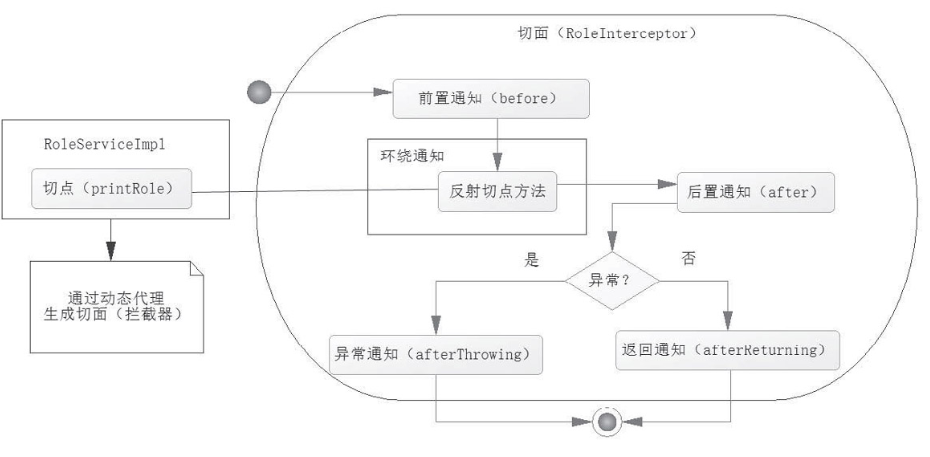 切面（RoleInterceptor）
前置通知（before）
RoleServiceImpl
环绕通知
切点（printRole）
反射切点方法
后置通知（after）
是
否
异常？
通过动态代理
生成切面（拦截器）
异常通知（afterThrowing）
返回通知（afterReturning）